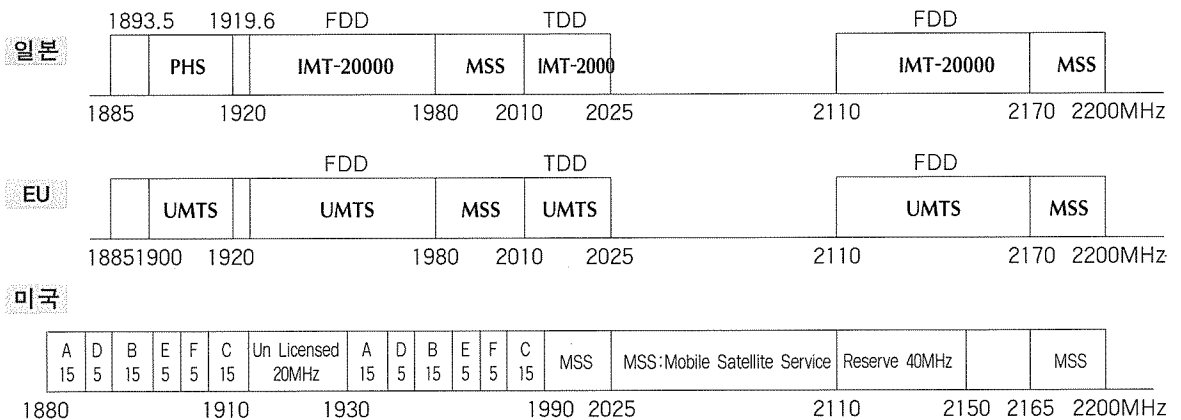 1893.5 1919.6 FDD TDD FDD
일본
PHS IMT-20000 MSS IMT-2000 IMT-20000 MSS
1885 1920 1980 2010 2025 2110 2170 2200MHz
FDD TDD FDD
EU
UMTS UMTS MSS UMTS UMTS MSS
1885 1900 1920 1980 2010 2025 2110 2170 2200MHz
미국
A D B E F C Un Licensed A D B E F C MSS MSS:Mobile Satellite Service Reserve 40MHz MSS
15 5 15 5 5 15 20MHz 15 5 15 5 5 15
1880 1910 1930 1990 2025 2110 2150 2165 2200MHz